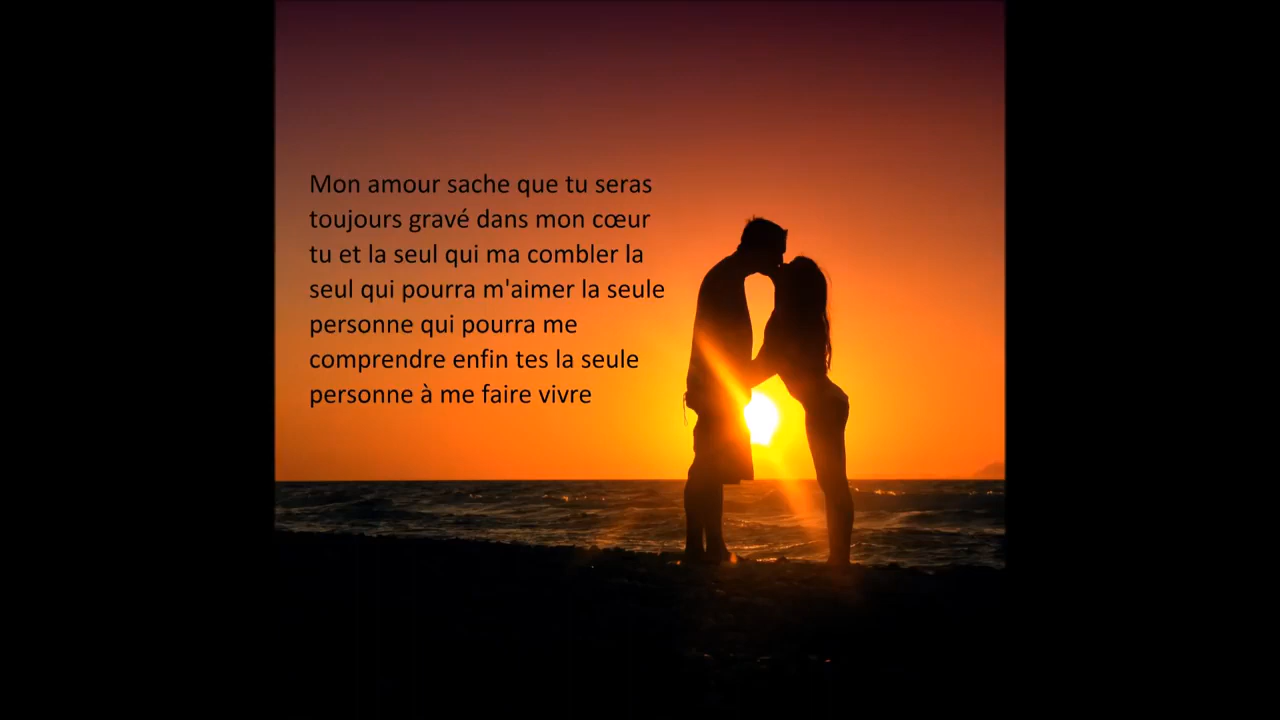 Mon amour sache que tu seras
toujours gravé dans mon cœur
tu et la seul qui ma combler la
seul qui pourra m'aimer la seule
personne qui pourra me
comprendre enfin tes la seule
personne à me faire vivre